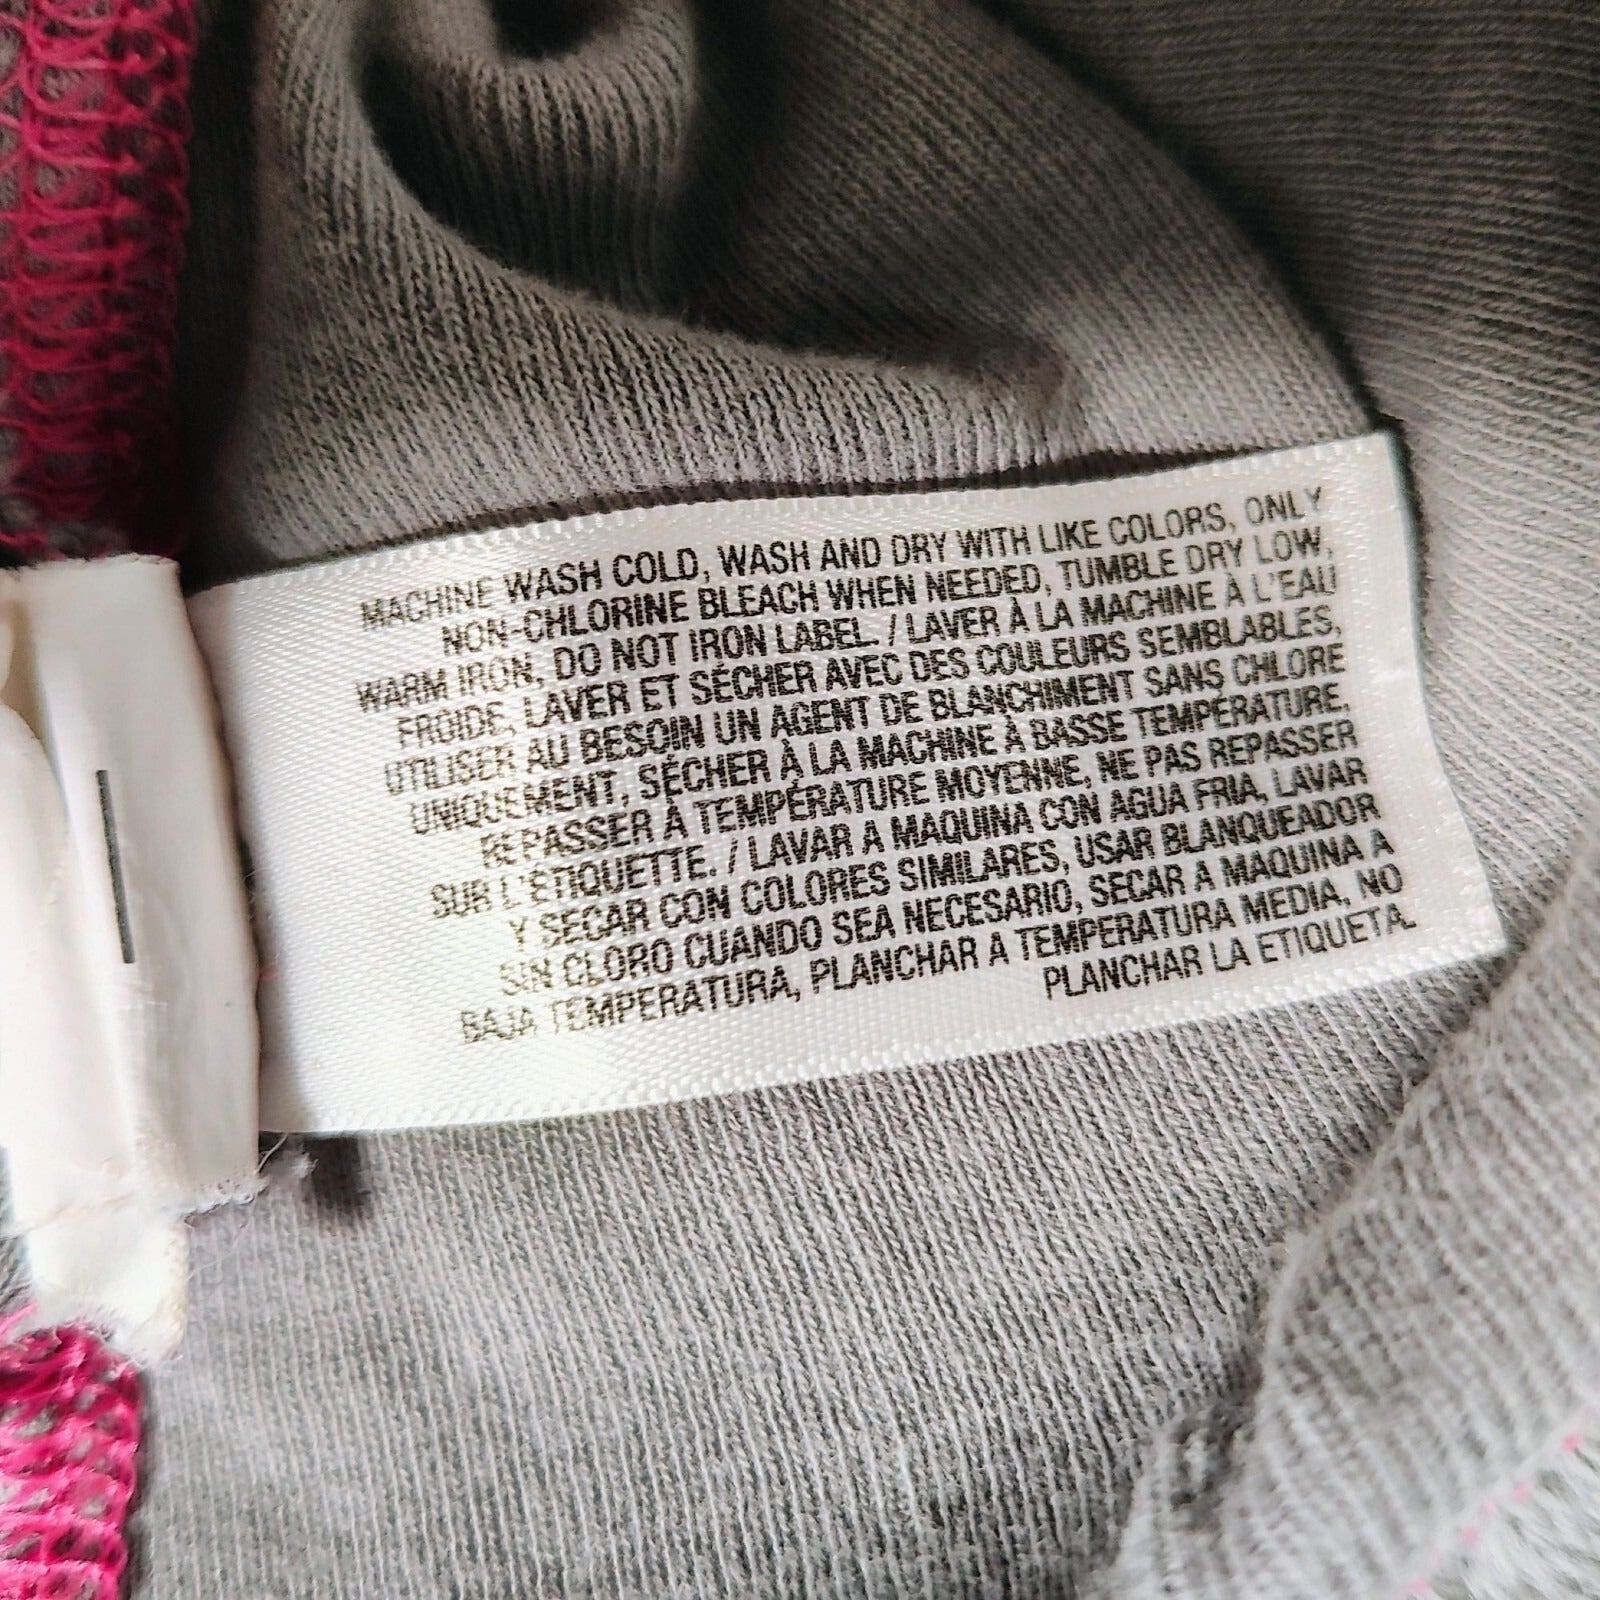 MACHINE WASH COLD, WASH AND DRY WITH LIKE COLORS, ONLY
NON-CHLORINE BLEACH WHEN NEEDED, TUMBLE DRY LOW,
WARM IRON, DO NOT IRON LABEL. / LAVER À LA MACHINE À L'EAU
FROIDE, LAVER ET SÉCHER AVEC DES COULEURS SEMBLABLES,
UTILISER AU BESOIN UN AGENT DE BLANCHIMENT SANS CHLORE
UNIQUEMENT, SÉCHER À LA MACHINE À BASSE TEMPÉRATURE,
REPASSER À TEMPÉRATURE MOYENNE, NE PAS REPASSER
SUR L'ÉTIQUETTE. / LAVAR A MAQUINA CON AGUA FRIA, LAVAR
Y SECAR CON COLORES SIMILARES, USAR BLANQUEADOR
SIN CLORO CUANDO SEA NECESARIO, SECAR A MAQUINA A
BAJA TEMPERATURA, PLANCHAR A TEMPERATURA MEDIA, NO
PLANCHAR LA ETIQUETA.